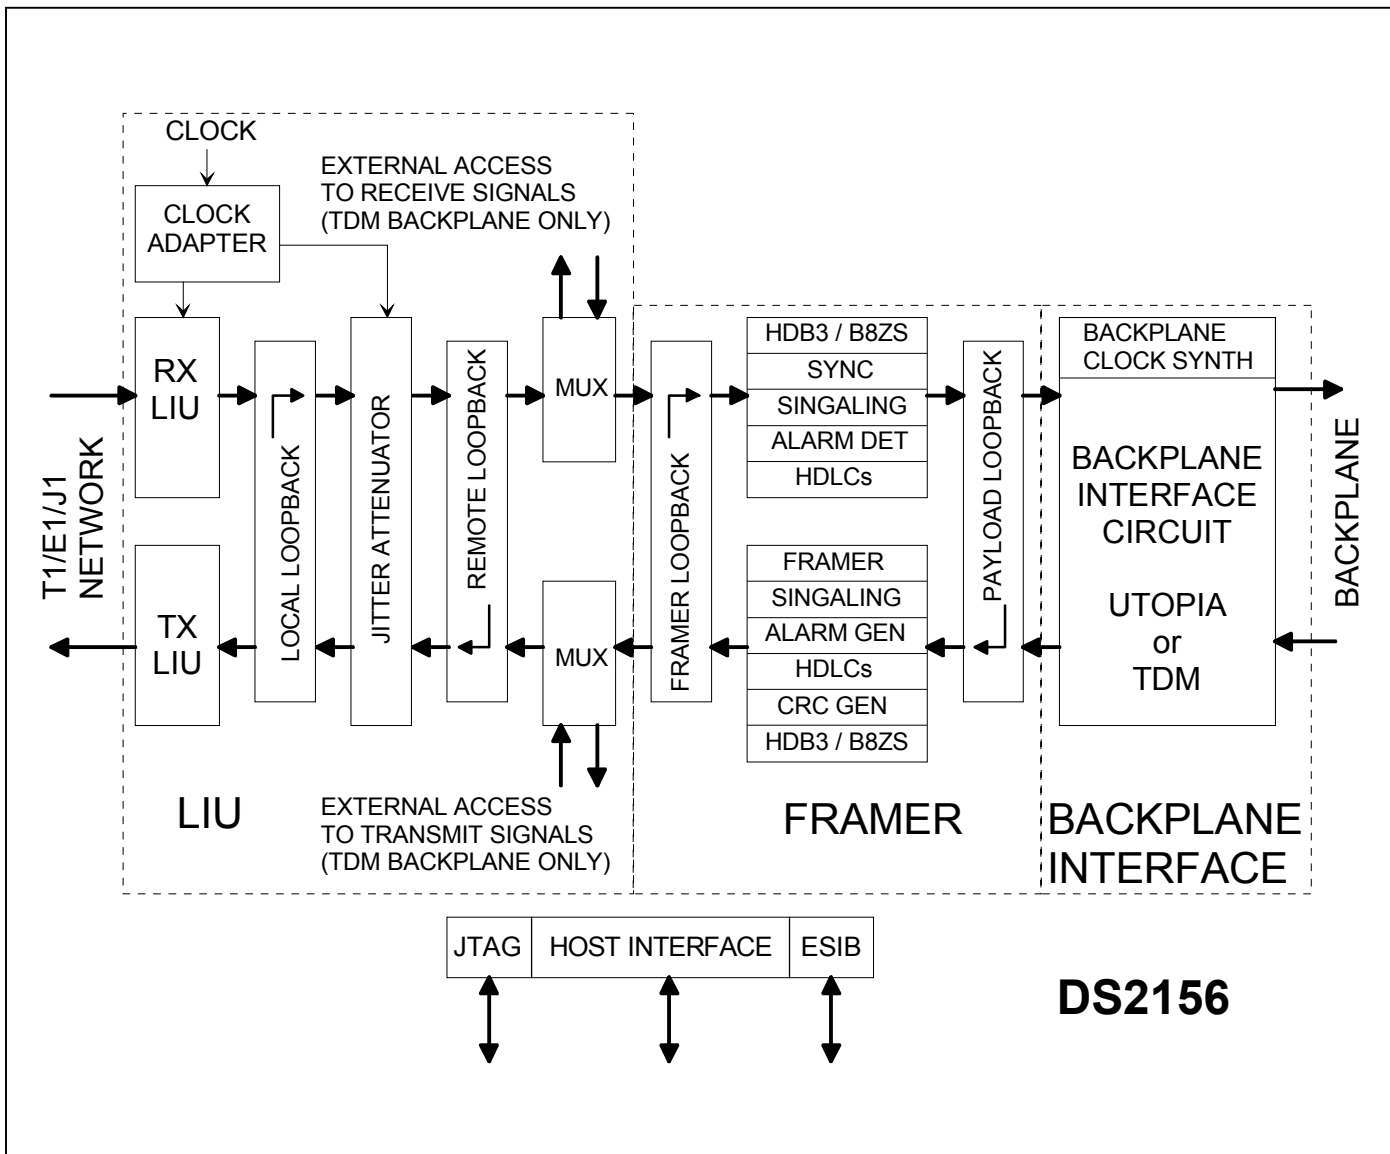 CLOCK
CLOCK
ADAPTER
EXTERNAL ACCESS
TO RECEIVE SIGNALS
(TDM BACKPLANE ONLY)
T1/E1/J1
NETWORK
RX
LIU
TX
LIU
LOCAL LOOPBACK
JITTER ATTENUATOR
REMOTE LOOPBACK
MUX
MUX
EXTERNAL ACCESS
TO TRANSMIT SIGNALS
(TDM BACKPLANE ONLY)
LIU
FRAMER LOOPBACK
HDB3 / B8ZS
SYNC
SINGALING
ALARM DET
HDLCs
FRAMER
SINGALING
ALARM GEN
HDLCs
CRC GEN
HDB3 / B8ZS
PAYLOAD LOOPBACK
FRAMER
BACKPLANE
CLOCK SYNTH
BACKPLANE
INTERFACE
CIRCUIT
UTOPIA
or
TDM
BACKPLANE
BACKPLANE
INTERFACE
JTAG
HOST INTERFACE
ESIB
DS2156